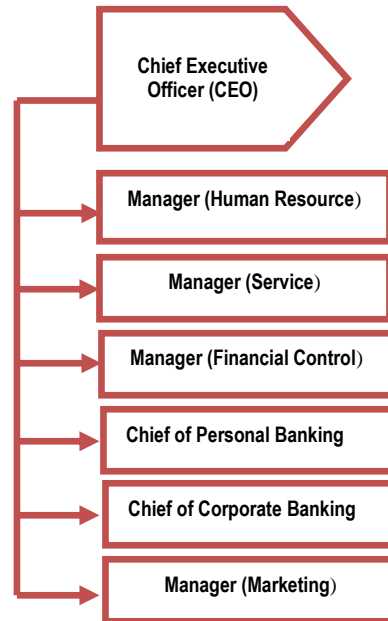 Chief Executive
Officer (CEO)
Manager (Human Resource)
Manager (Service)
Manager (Financial Control)
Chief of Personal Banking
Chief of Corporate Banking
Manager (Marketing)